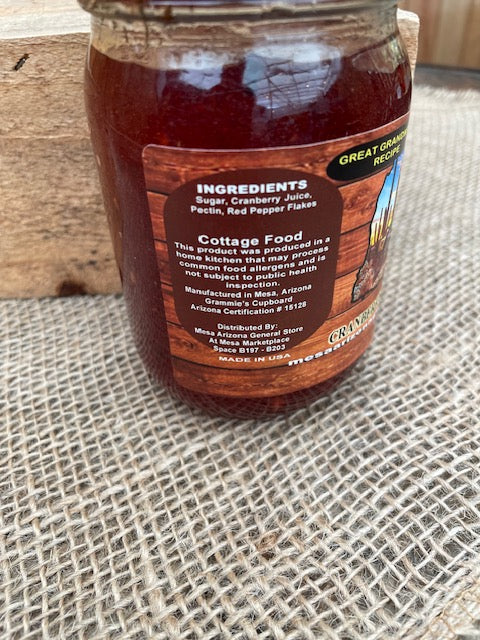 INGREDIENTS
Sugar, Cranberry Juice,
Pectin, Red Pepper Flakes
Cottage Food
This product was produced in a
home kitchen that may process
common food allergens and is
not subject to public health
inspection.
Manufactured in Mesa, Arizona
Grammie's Cupboard
Arizona Certification # 15128
Distributed By:
Mesa Arizona General Store
At Mesa Marketplace
Space B197 - B203
MADE IN USA
GREAT
RECIPE